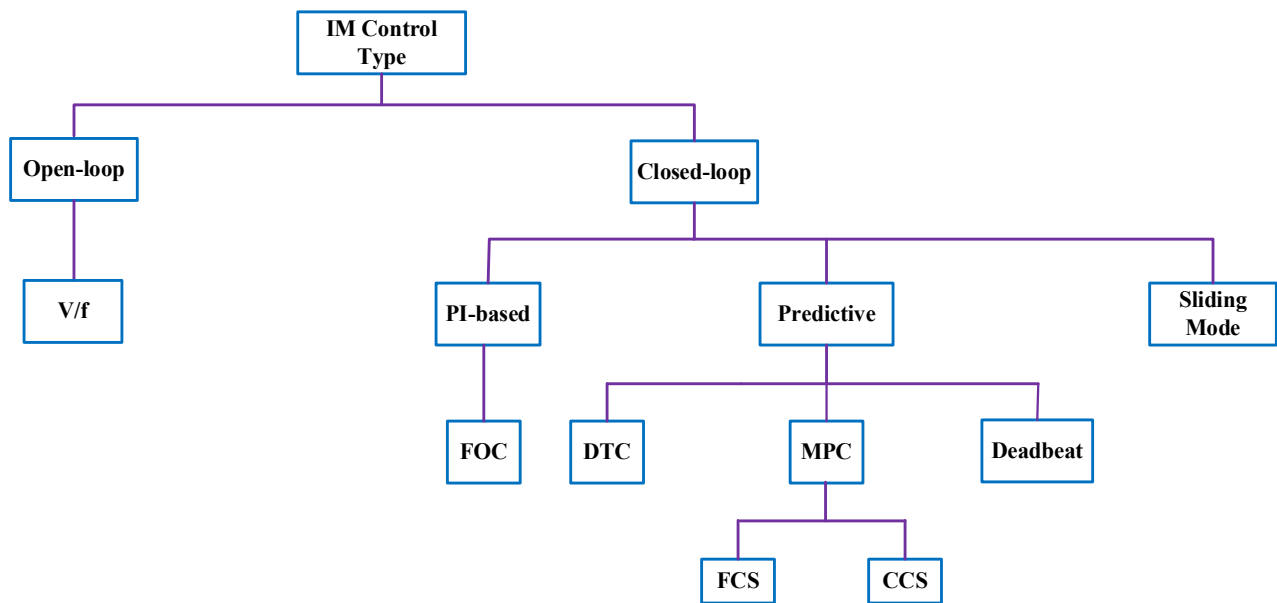 IM Control
Type
Open-loop
Closed-loop
V/f
PI-based
Predictive
Sliding
Mode
FOC
DTC
MPC
Deadbeat
FCS
CCS